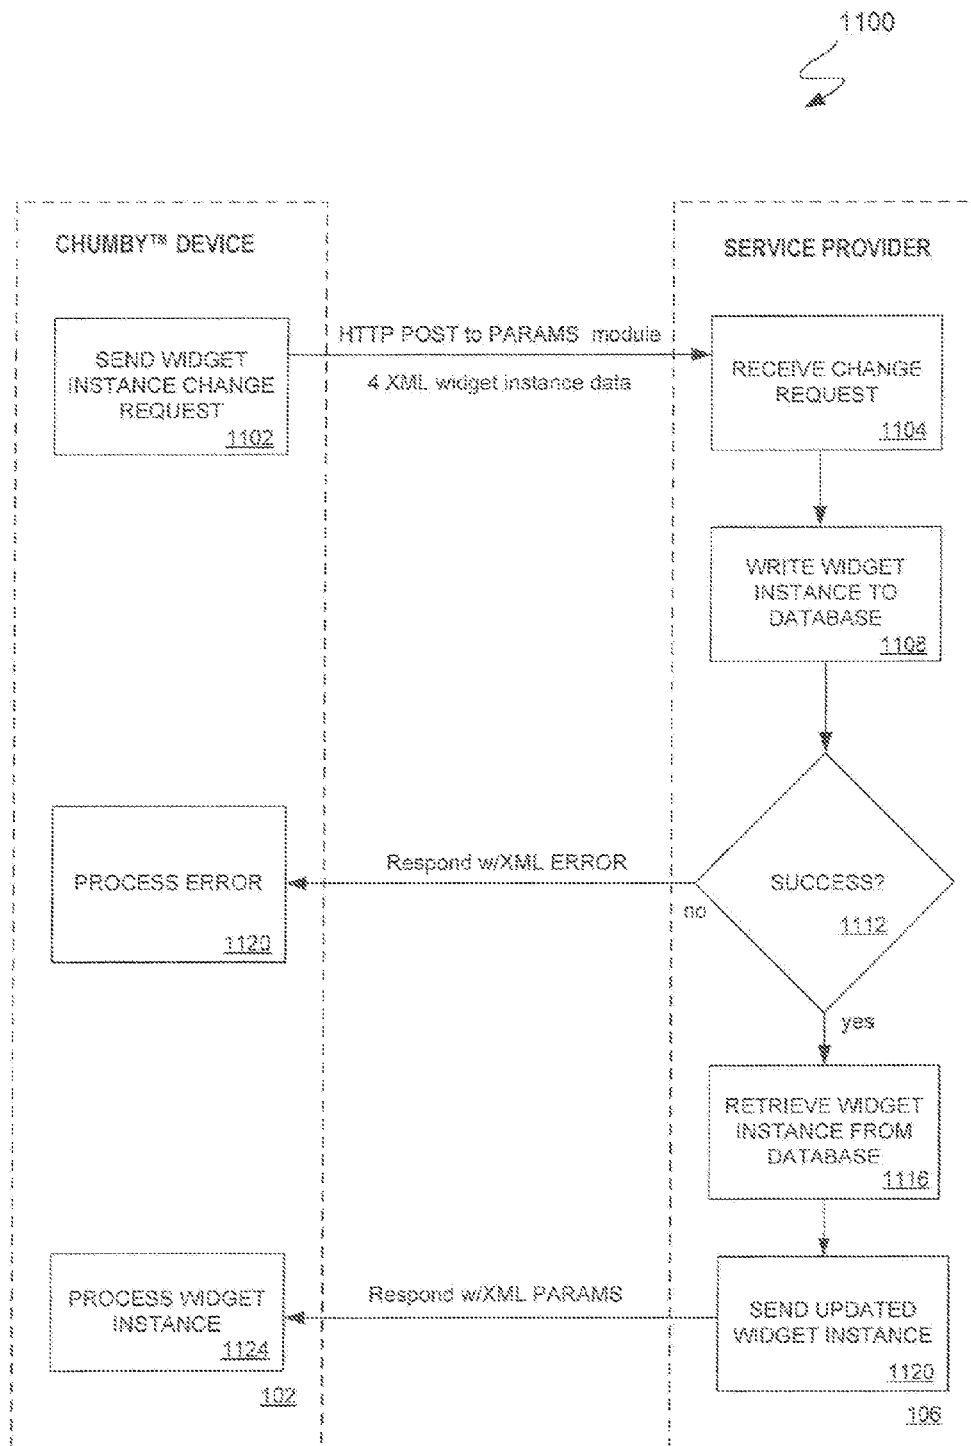 1100
CHUMBY™ DEVICE
SERVICE PROVIDER
SEND WIDGET
INSTANCE CHANGE
REQUEST
1102
HTTP POST to PARAMS module
4 XML widget instance data
RECEIVE CHANGE
REQUEST
1104
WRITE WIDGET
INSTANCE TO
DATABASE
1108
PROCESS ERROR
1120
Respond w/XML ERROR
no
SUCCESS?
1112
yes
RETRIEVE WIDGET
INSTANCE FROM
DATABASE
1116
PROCESS WIDGET
INSTANCE
1124
Respond w/XML PARAMS
SEND UPDATED
WIDGET INSTANCE
1120
102
106